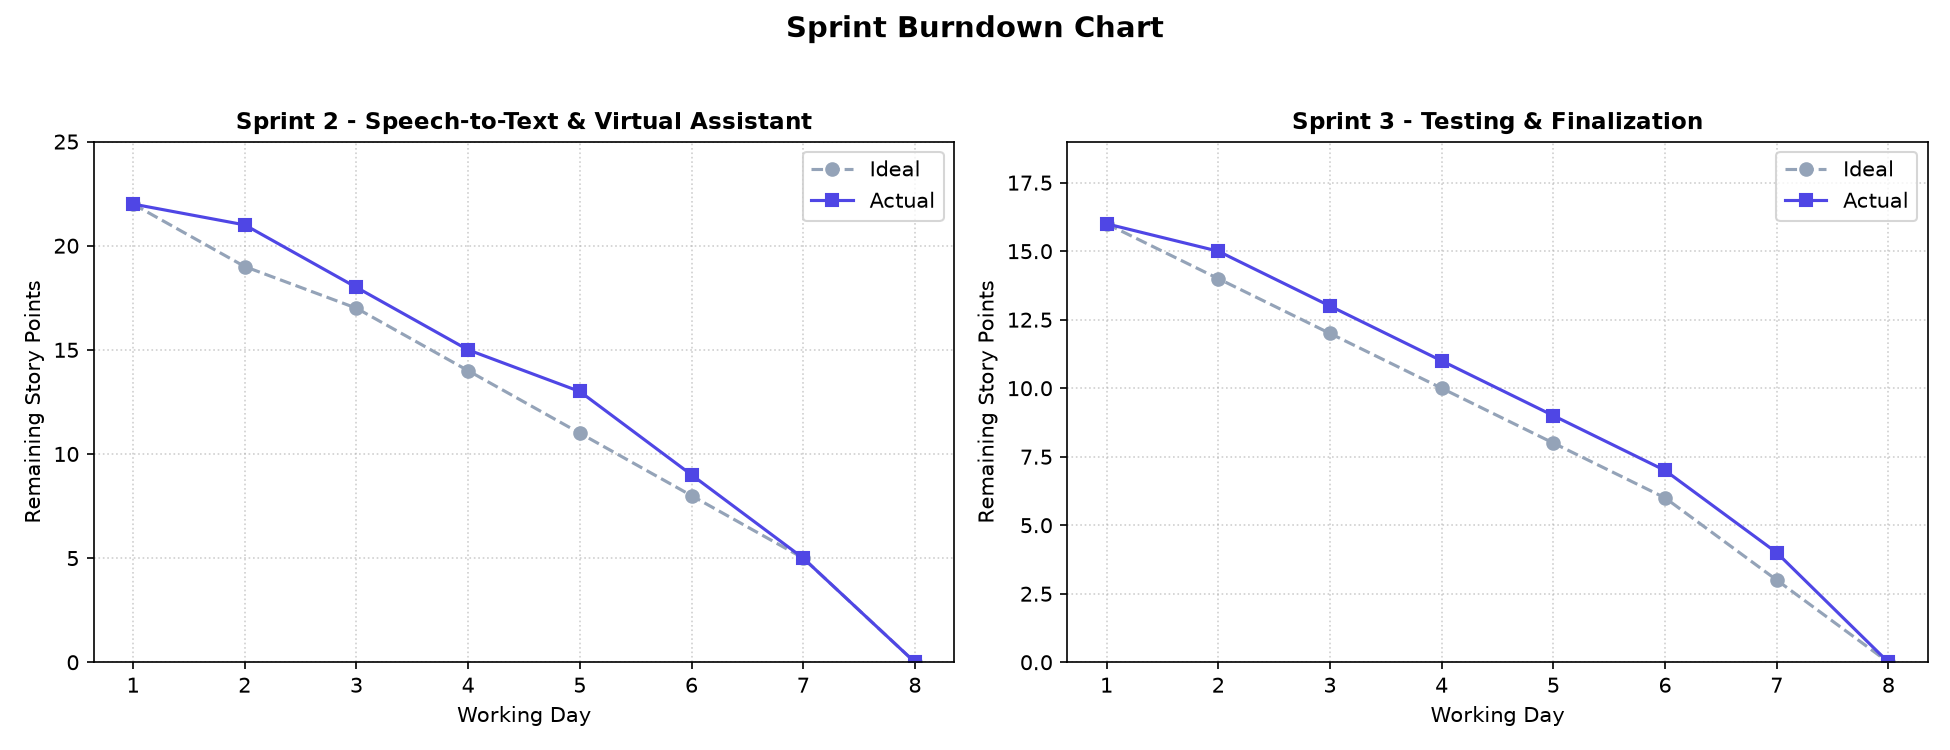 Sprint Burndown Chart
Sprint 2 - Speech-to-Text & Virtual Assistant
25
20
15
10
5
0
Remaining Story Points
1 2 3 4 5 6 7 8
Working Day
Ideal
Actual
Sprint 3 - Testing & Finalization
17.5
15.0
12.5
10.0
7.5
5.0
2.5
0.0
Remaining Story Points
1 2 3 4 5 6 7 8
Working Day
Ideal
Actual